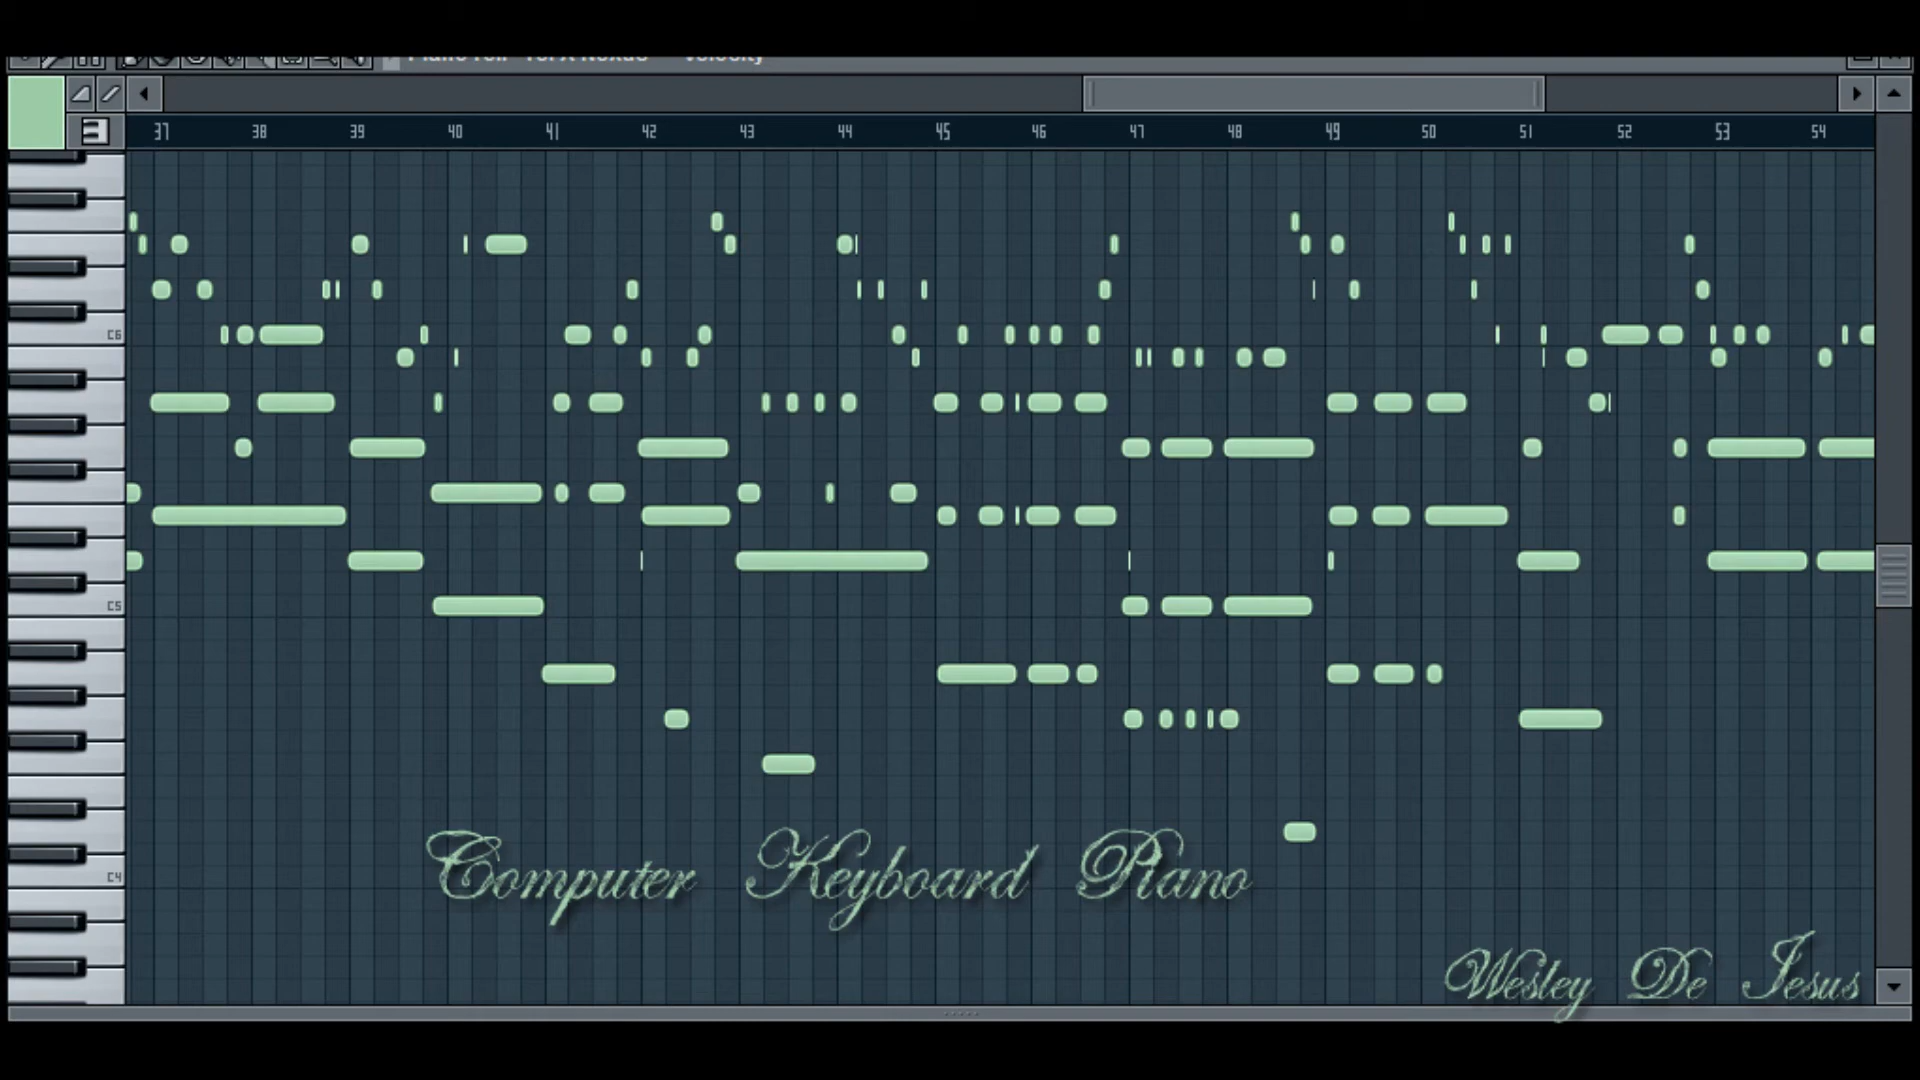 37 38 39 40 41 42 43 44 45 46 47 48 49 50 51 52 53 54
C6
C5
C4
Computer Keyboard Piano
Wesley De Jesus